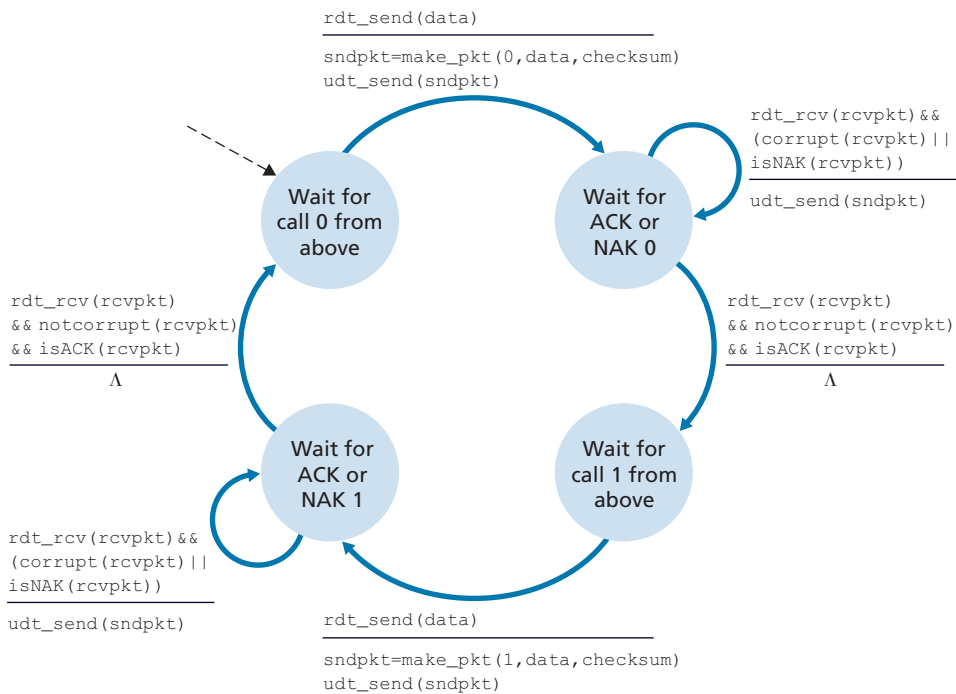 rdt_send(data)
sndpkt=make_pkt(0,data,checksum)
udt_send(sndpkt)
rdt_rcv(rcvpkt)&&
(corrupt(rcvpkt)||
isNAK(rcvpkt))
udt_send(sndpkt)
Wait for
call 0 from
above
Wait for
ACK or
NAK 0
rdt_rcv(rcvpkt)
&& notcorrupt(rcvpkt)
&& isACK(rcvpkt)
Λ
rdt_rcv(rcvpkt)
&& notcorrupt(rcvpkt)
&& isACK(rcvpkt)
Λ
Wait for
ACK or
NAK 1
Wait for
call 1 from
above
rdt_rcv(rcvpkt)&&
(corrupt(rcvpkt)||
isNAK(rcvpkt))
udt_send(sndpkt)
rdt_send(data)
sndpkt=make_pkt(1,data,checksum)
udt_send(sndpkt)